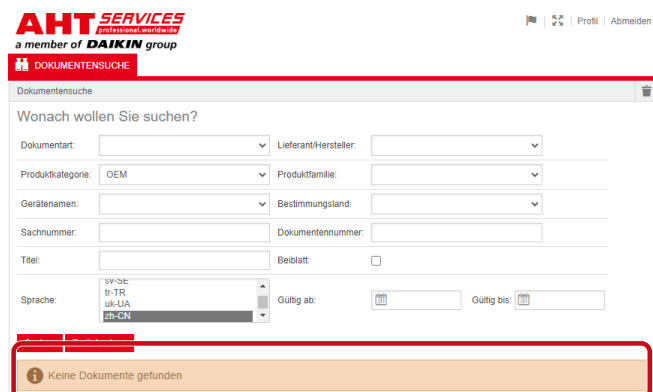 AHT SERVICES
professional.worldwide
a member of DAIKIN group
Profil | Abmelden
DOKUMENTENSUCHE
Dokumentensuche
Wonach wollen Sie suchen?
Dokumentart: Lieferant/Hersteller:
Produktkategorie: OEM Produktfamilie:
Gerätenamen: Bestimmungsland:
Sachnummer: Dokumentennummer:
Titel: Beiblatt:
sv-SE
tr-TR
Sprache: uk-UA Gültig ab: Gültig bis:
zh-CN
Keine Dokumente gefunden